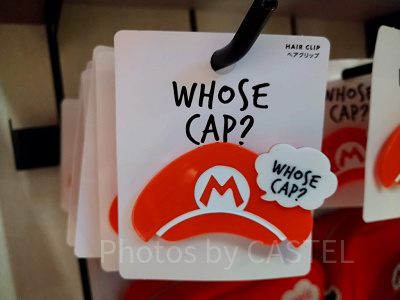 HAIR CLIP
ヘアクリップ
WHOSE
CAP?
M
WHOSE
CAP?
WHOSE
CAP?
M
Photos by CASTEL